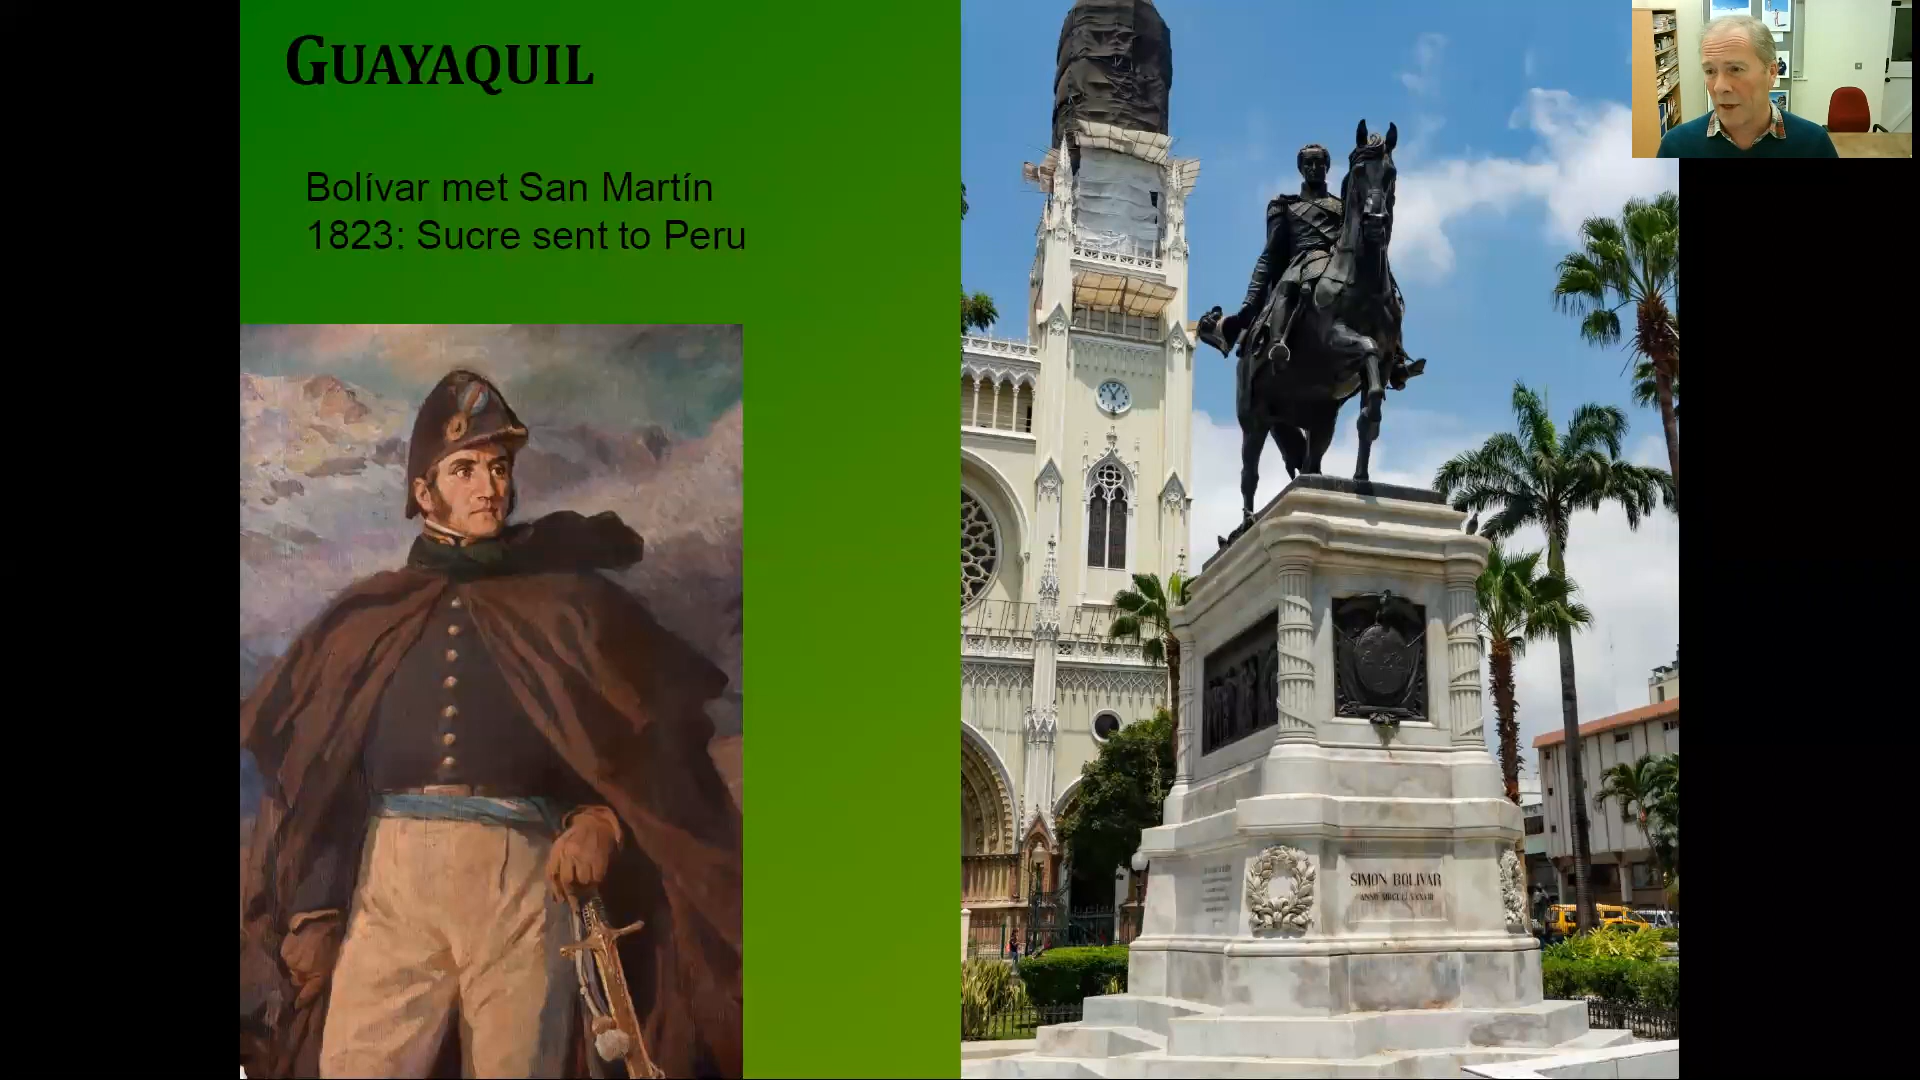 GUAYAQUIL
Bolívar met San Martín
1823: Sucre sent to Peru
SIMON BOLIVAR